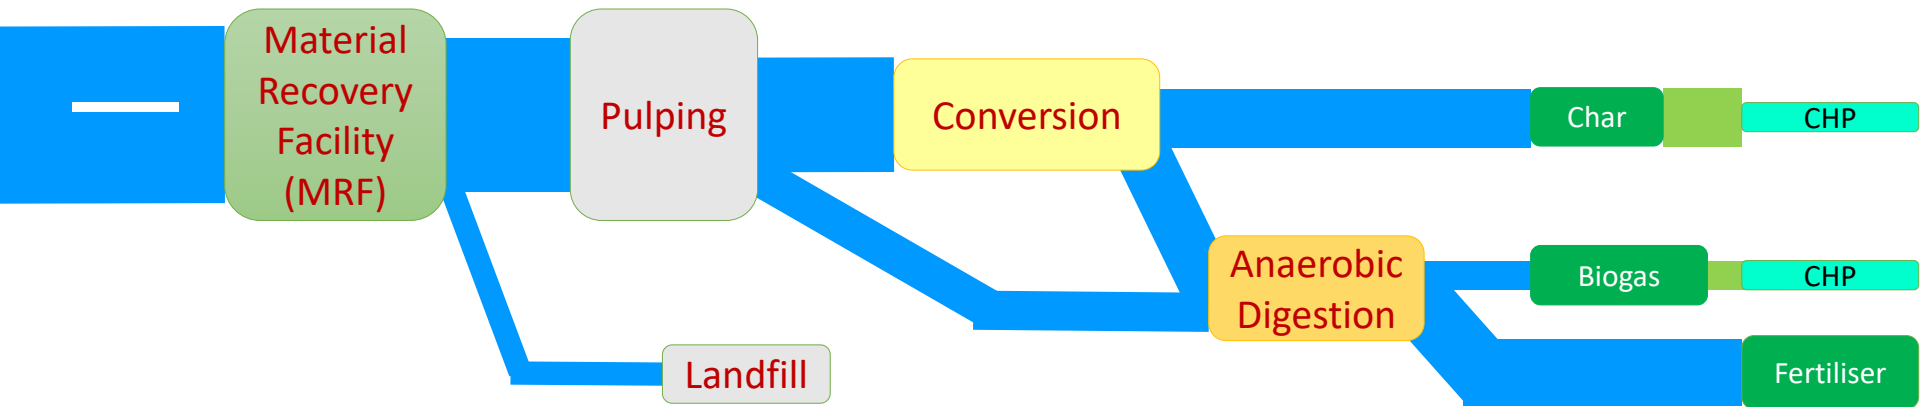 Material
Recovery
Facility
(MRF)
Pulping
Conversion
Char
CHP
Anaerobic
Digestion
Biogas
CHP
Landfill
Fertiliser